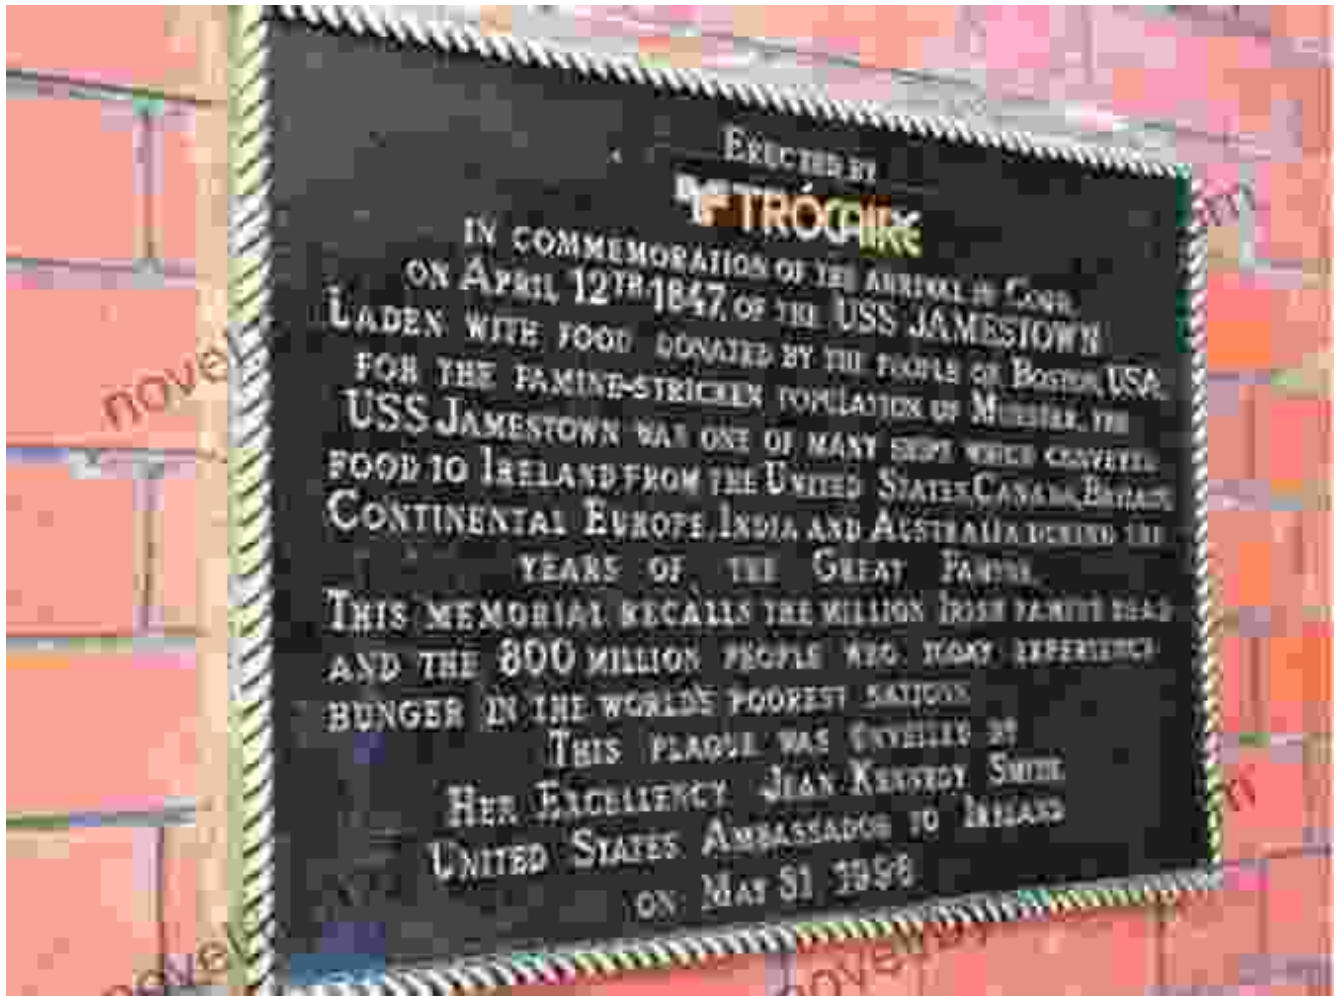 ERECTED BY
TRÓCAIRE
IN COMMEMORATION OF THE ARRIVAL IN CORK,
ON APRIL 12TH 1847, OF THE USS JAMESTOWN
LADEN WITH FOOD DONATED BY THE PEOPLE OF BOSTON, USA,
FOR THE FAMINE-STRICKEN POPULATION OF MUNSTER. THE
USS JAMESTOWN WAS ONE OF MANY SHIPS WHICH CONVEYED
FOOD TO IRELAND FROM THE UNITED STATES, CANADA, BRITAIN
CONTINENTAL EUROPE, INDIA AND AUSTRALIA DURING THE
YEARS OF THE GREAT FAMINE.
THIS MEMORIAL RECALLS THE MILLION IRISH FAMINE DEAD
AND THE 800 MILLION PEOPLE WHO TODAY EXPERIENCE
HUNGER IN THE WORLD'S POOREST NATIONS
THIS PLAQUE WAS UNVEILED BY
HER EXCELLENCY JEAN KENNEDY SMITH
UNITED STATES AMBASSADOR TO IRELAND
ON MAY 31 1998